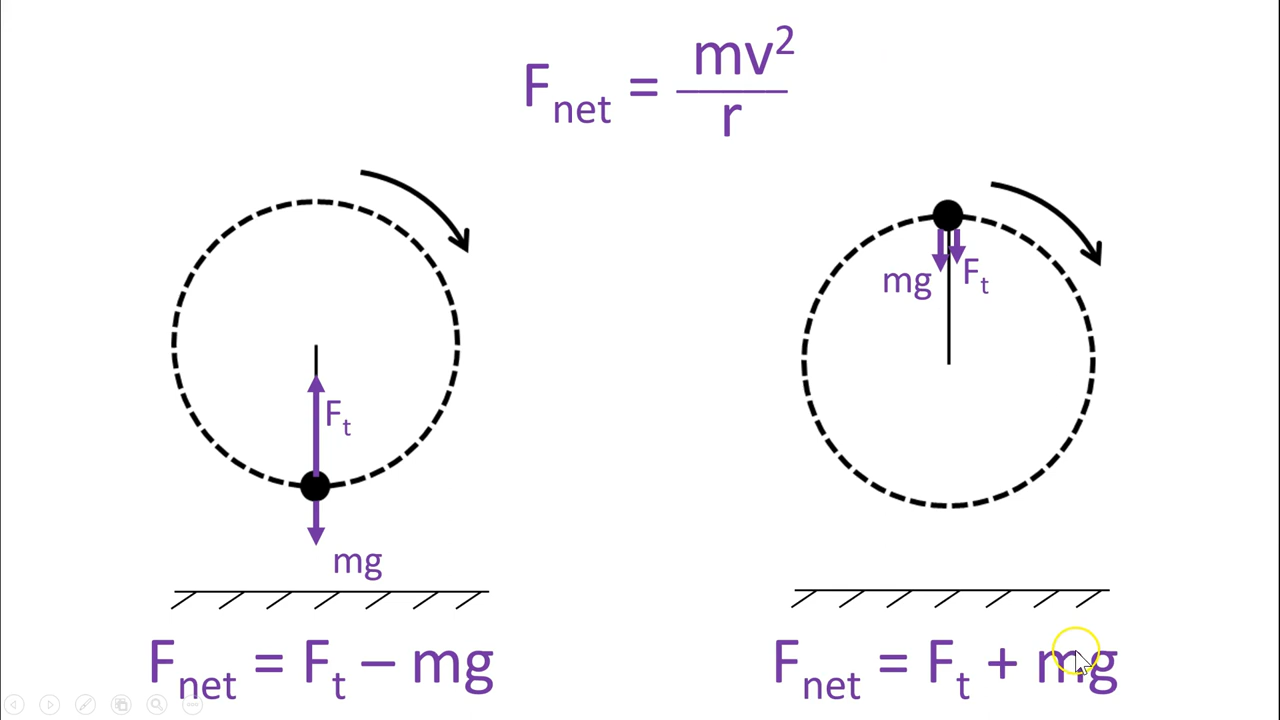 F_net = mv²/r
F_t
mg
mg F_t
F_net = F_t – mg
F_net = F_t + mg